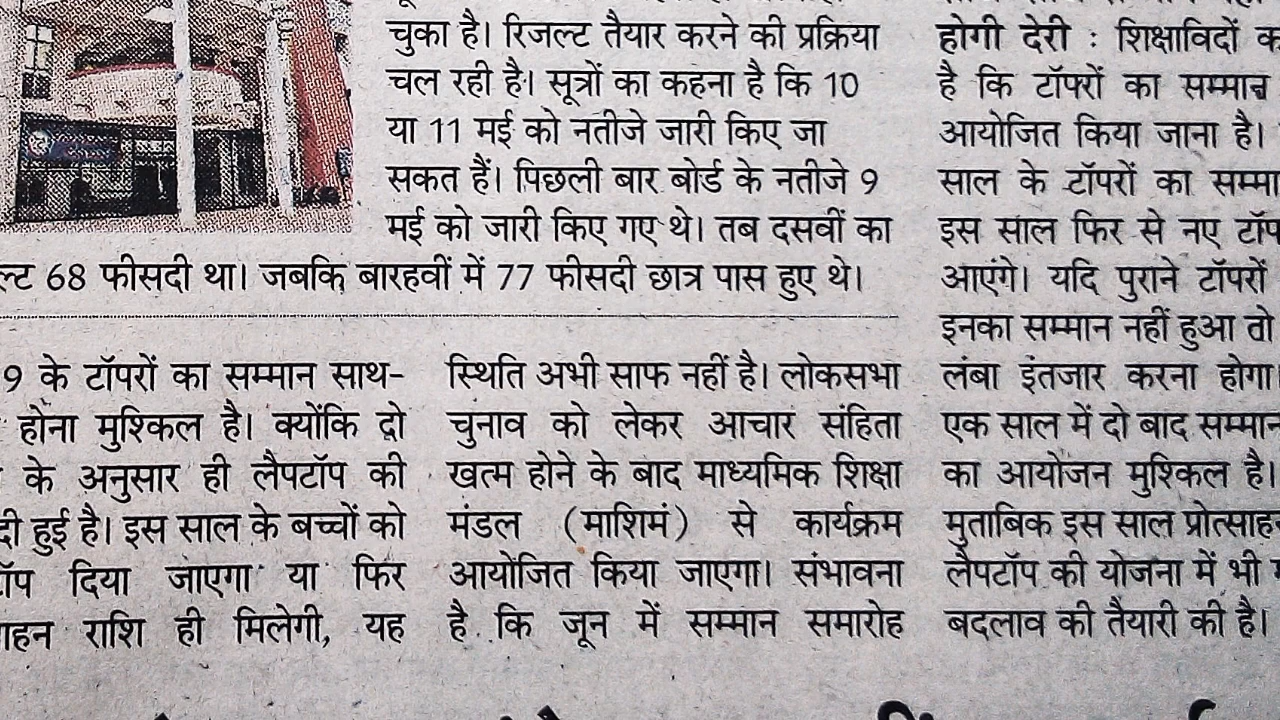 चुका है। रिजल्ट तैयार करने की प्रक्रिया
चल रही है। सूत्रों का कहना है कि 10
या 11 मई को नतीजे जारी किए जा
सकत हैं। पिछली बार बोर्ड के नतीजे 9
मई को जारी किए गए थे। तब दसवीं का
ल्ट 68 फीसदी था। जबकि बारहवीं में 77 फीसदी छात्र पास हुए थे।
9 के टॉपरों का सम्मान साथ-
होना मुश्किल है। क्योंकि दो
के अनुसार ही लैपटॉप की
दी हुई है। इस साल के बच्चों को
ॉप दिया जाएगा या फिर
ाहन राशि ही मिलेगी, यह
स्थिति अभी साफ नहीं है। लोकसभा
चुनाव को लेकर आचार संहिता
खत्म होने के बाद माध्यमिक शिक्षा
मंडल (माशिमं) से कार्यक्रम
आयोजित किया जाएगा। संभावना
है कि जून में सम्मान समारोह
होगी देरी : शिक्षाविदों
है कि टॉपरों का सम्मान
आयोजित किया जाना है।
साल के टॉपरों का सम्मा
इस साल फिर से नए टॉप
आएंगे। यदि पुराने टॉपरों
इनका सम्मान नहीं हुआ तो
लंबा इंतजार करना होगा।
एक साल में दो बाद सम्मान
का आयोजन मुश्किल है।
मुताबिक इस साल प्रोत्साह
लैपटॉप की योजना में भी
बदलाव की तैयारी की है।